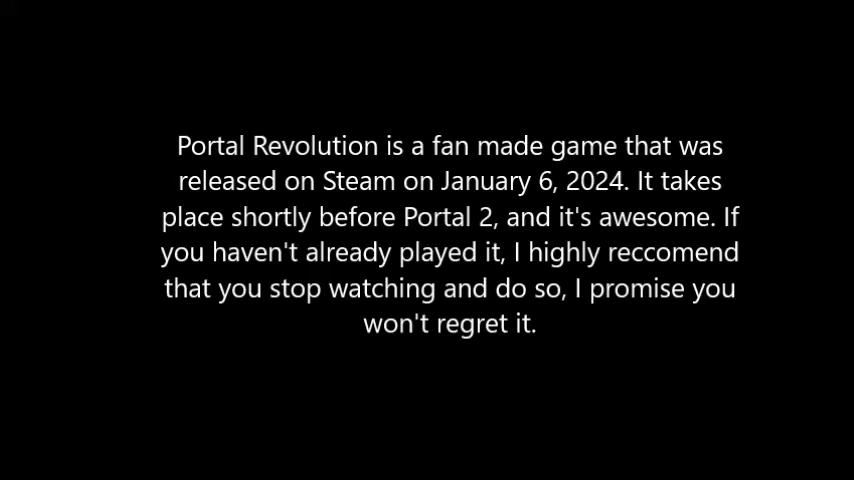 Portal Revolution is a fan made game that was
released on Steam on January 6, 2024. It takes
place shortly before Portal 2, and it's awesome. If
you haven't already played it, I highly reccomend
that you stop watching and do so, I promise you
won't regret it.